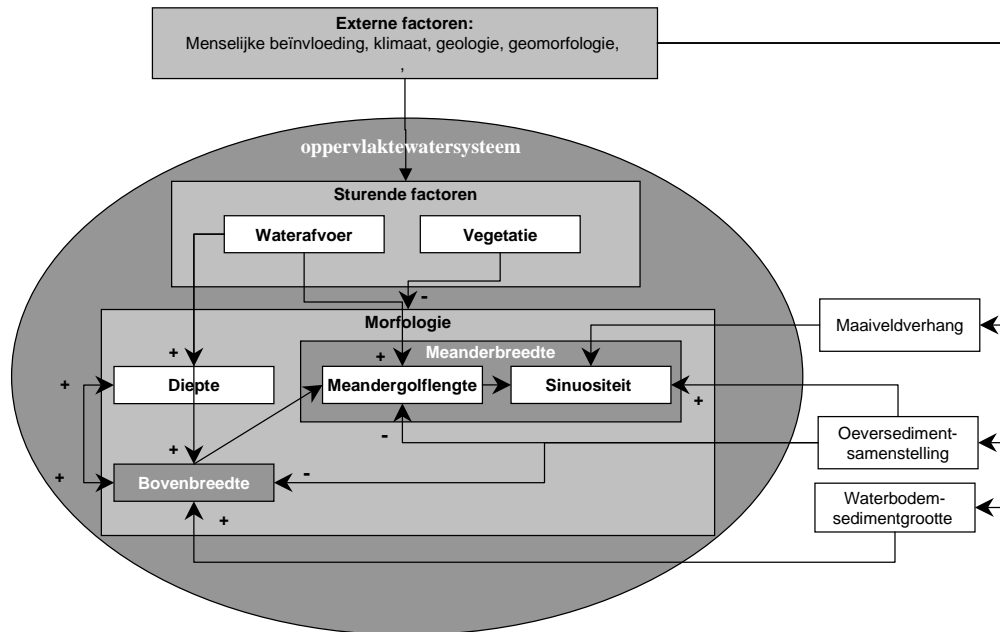 Externe factoren:
Menselijke beïnvloeding, klimaat, geologie, geomorfologie,
,
oppervlaktewatersysteem
Sturende factoren
Waterafvoer
Vegetatie
-
Morfologie
Meanderbreedte
Maaiveldverhang
+
+
+
Diepte
Meandergolflengte
Sinuositeit
+
-
Oeversediment-
samenstelling
+
+
-
Bovenbreedte
Waterbodem-
sedimentgrootte
+